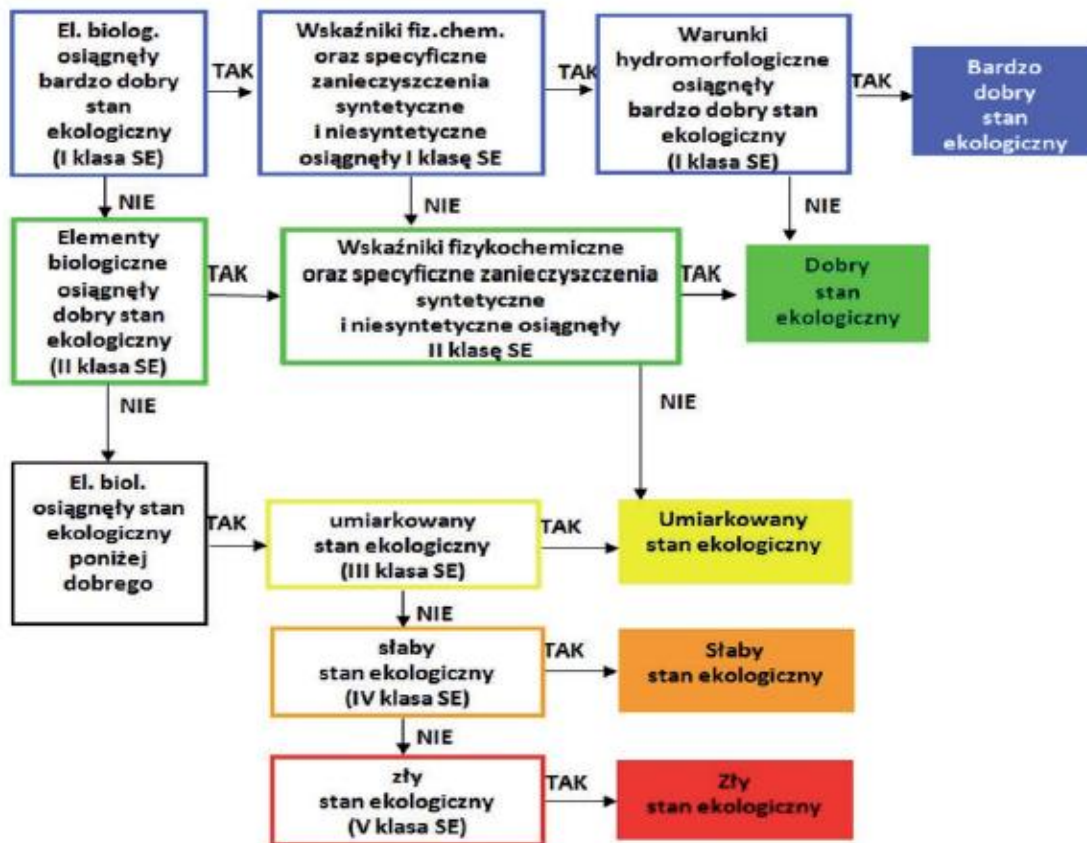 El. biolog.
osiągnęły
bardzo dobry
stan
ekologiczny
(I klasa SE)
TAK
Wskaźniki fiz.chem.
oraz specyficzne
zanieczyszczenia
syntetyczne
i niesyntetyczne
osiągnęły I klasę SE
TAK
Warunki
hydromorfologiczne
osiągnęły
bardzo dobry stan
ekologiczny
(I klasa SE)
TAK
Bardzo
dobry
stan
ekologiczny
NIE
NIE
NIE
Elementy
biologiczne
osiągnęły
dobry stan
ekologiczny
(II klasa SE)
TAK
Wskaźniki fizykochemiczne
oraz specyficzne zanieczyszczenia
syntetyczne
i niesyntetyczne osiągnęły
II klasę SE
TAK
Dobry
stan
ekologiczny
NIE
NIE
El. biol.
osiągnęły stan
ekologiczny
poniżej
dobrego
TAK
umiarkowany
stan ekologiczny
(III klasa SE)
TAK
Umiarkowany
stan ekologiczny
NIE
słaby
stan ekologiczny
(IV klasa SE)
TAK
Słaby
stan ekologiczny
NIE
zły
stan ekologiczny
(V klasa SE)
TAK
Zły
stan ekologiczny